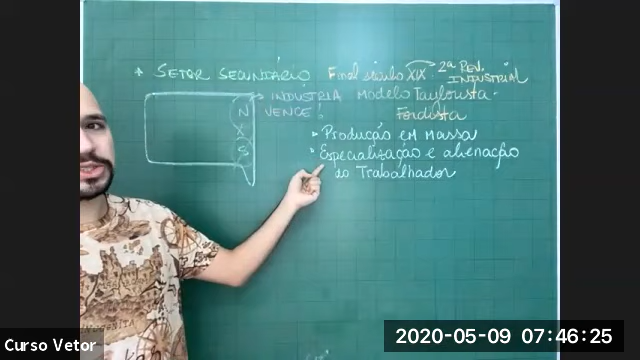 → SETOR SECUNDÁRIO Final século XIX - 2ª REV. INDUSTRIAL
→ INDÚSTRIA VENCE!
Modelo Taylorista - Fordista
N
X
S
Produção em massa
Especialização e alienação
do Trabalhador
Curso Vetor
2020-05-09 07:46:25